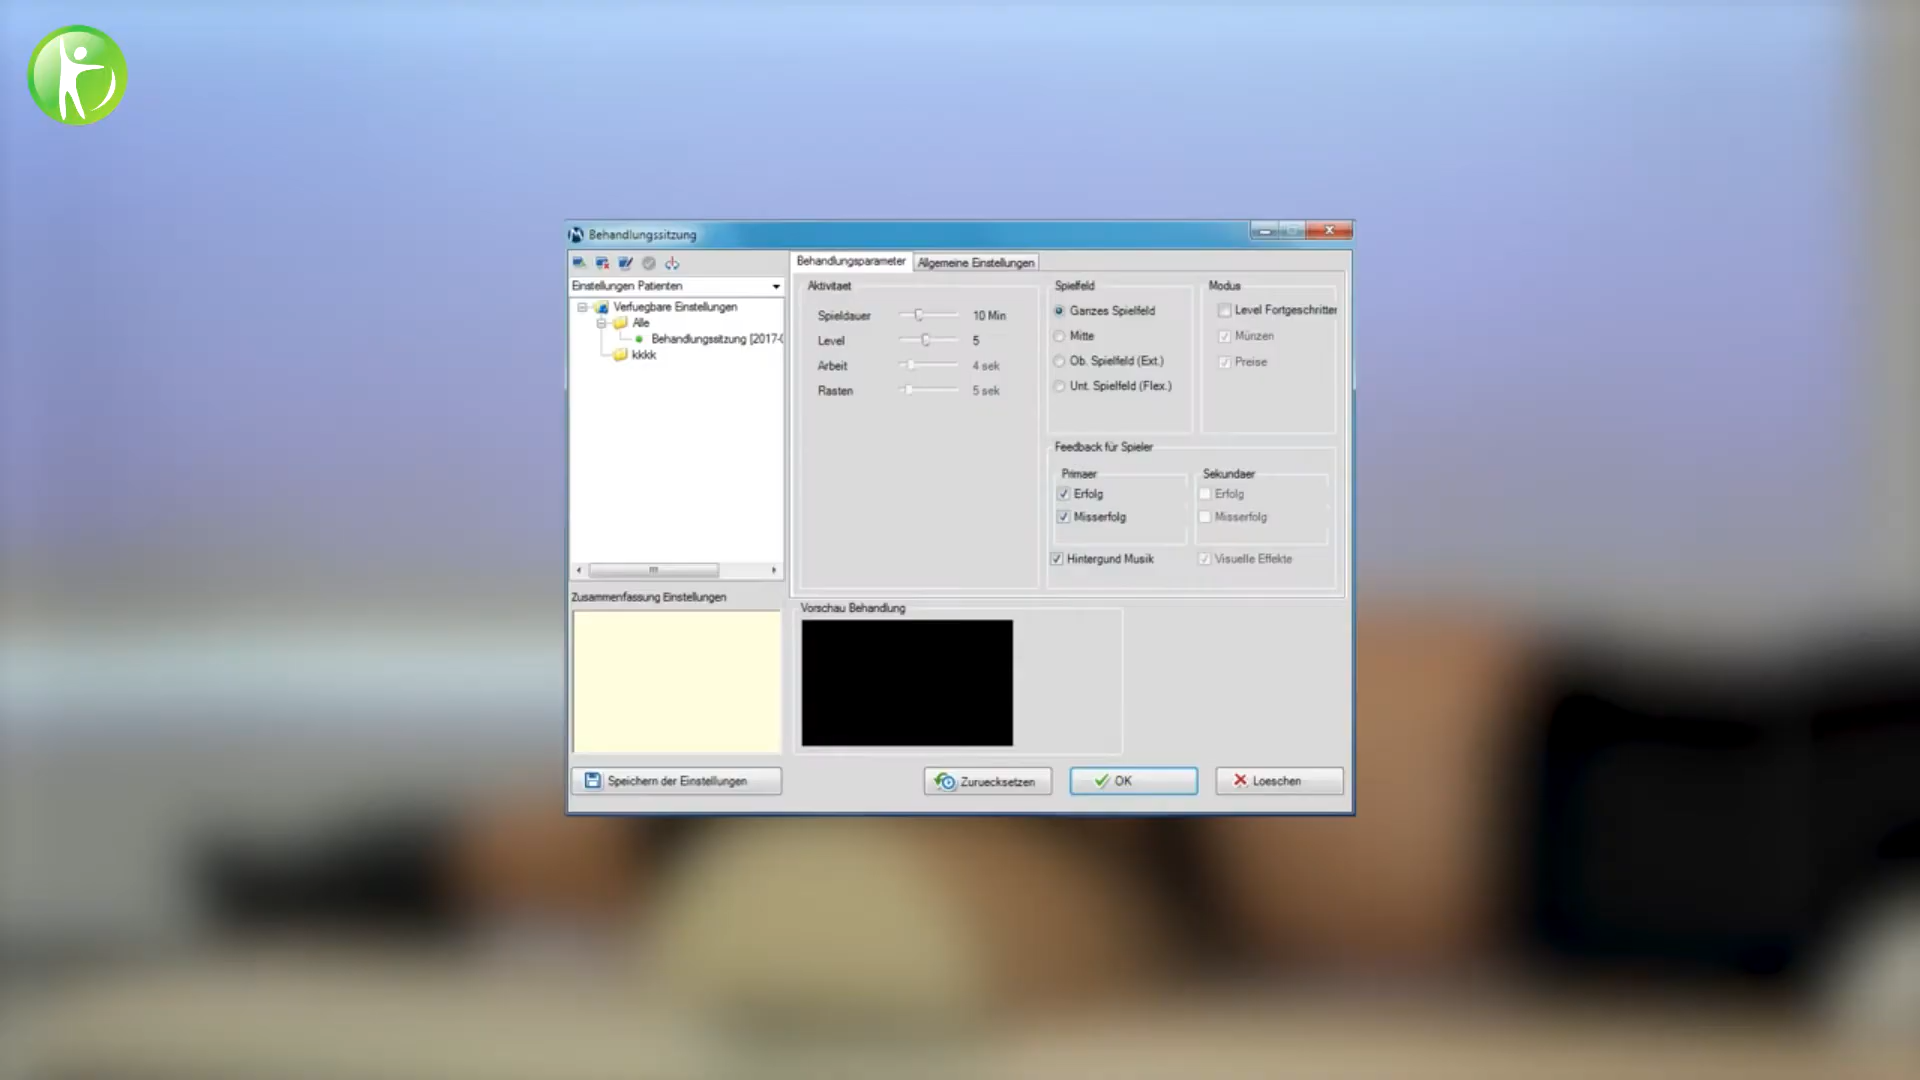 Behandlungssitzung
Einstellungen Patienten
Verfuegbare Einstellungen
Alle
Behandlungssitzung [2017-
kkkk
Zusammenfassung Einstellungen
Speichern der Einstellungen
Behandlungsparameter
Allgemeine Einstellungen
Aktivitaet
Spieldauer 10 Min
Level 5
Arbeit 4 sek
Rasten 5 sek
Spielfeld
Ganzes Spielfeld
Mitte
Ob. Spielfeld (Ext.)
Unt. Spielfeld (Flex.)
Modus
Level Fortgeschritter
Münzen
Preise
Feedback für Spieler
Primaer
Erfolg
Misserfolg
Sekundaer
Erfolg
Misserfolg
Hintergund Musik
Visuelle Effekte
Vorschau Behandlung
Zuruecksetzen
OK
Loeschen